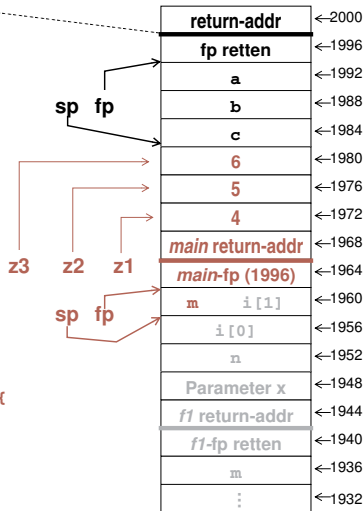 return-addr ←2000
fp retten ←1996
a ←1992
sp fp b ←1988
c ←1984
6 ←1980
5 ←1976
4 ←1972
z3 z2 z1 main return-addr ←1968
main-fp (1996) ←1964
sp fp m i[1] ←1960
i[0] ←1956
n ←1952
{ Parameter x ←1948
f1 return-addr ←1944
f1-fp retten ←1940
m ←1936
⋮ ←1932